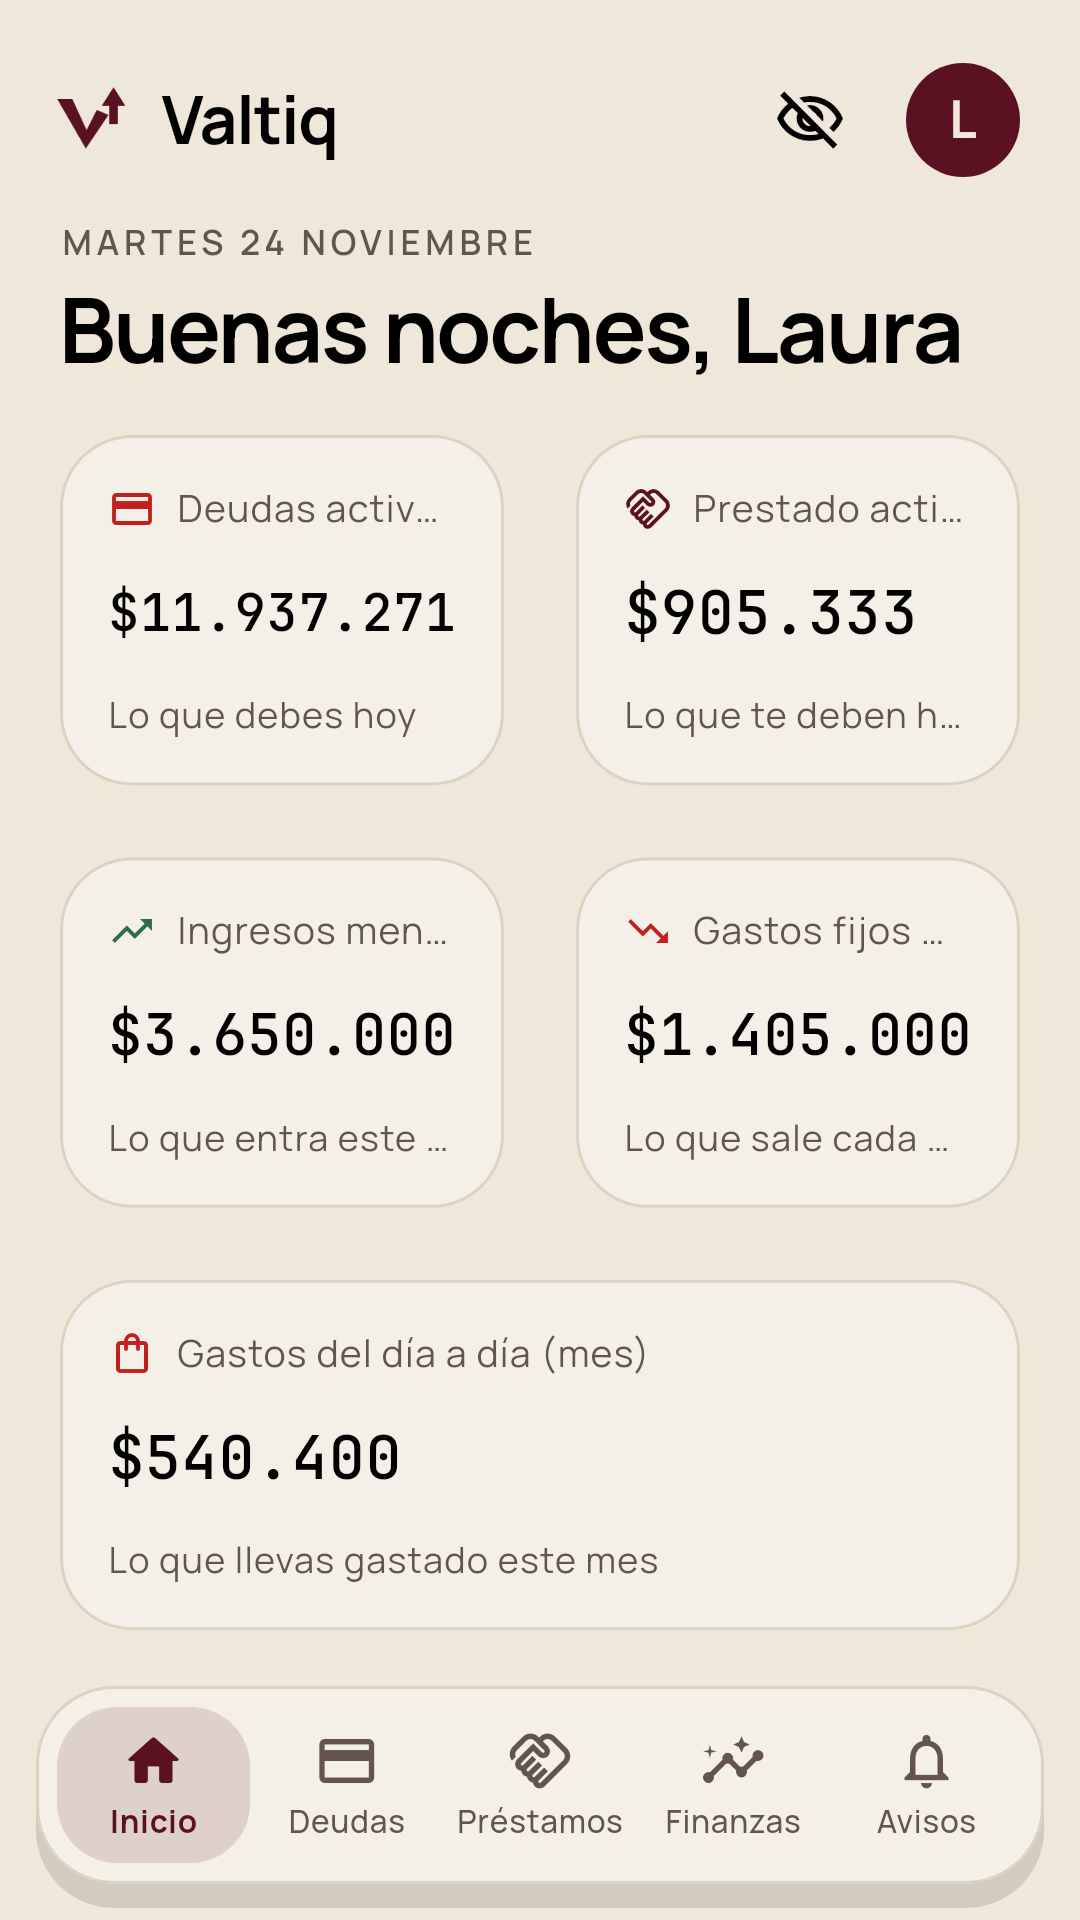 Valtiq
L
MARTES 24 NOVIEMBRE
Buenas noches, Laura
Deudas activ...
$11.937.271
Lo que debes hoy
Prestado acti...
$905.333
Lo que te deben h...
Ingresos men...
$3.650.000
Lo que entra este ...
Gastos fijos ...
$1.405.000
Lo que sale cada ...
Gastos del día a día (mes)
$540.400
Lo que llevas gastado este mes
Inicio
Deudas
Préstamos
Finanzas
Avisos